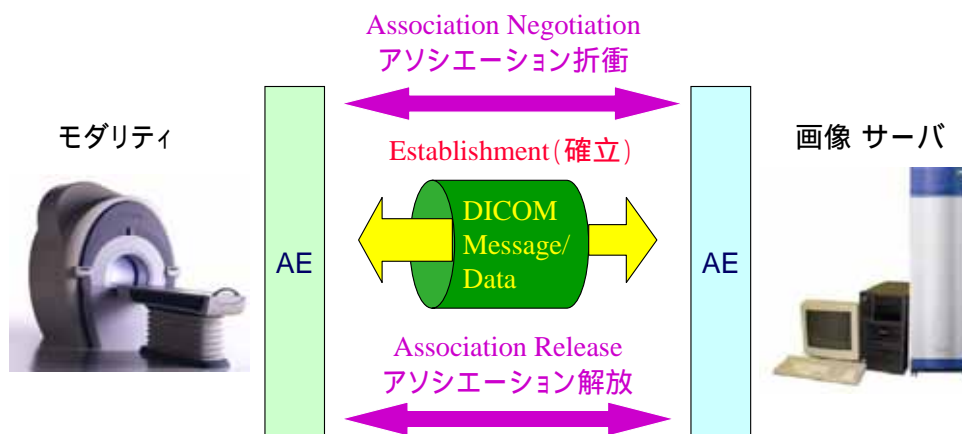 Association Negotiation
アソシエーション折衝
モダリティ
Establishment(確立)
画像 サーバ
AE
DICOM
Message/
Data
AE
Association Release
アソシエーション解放